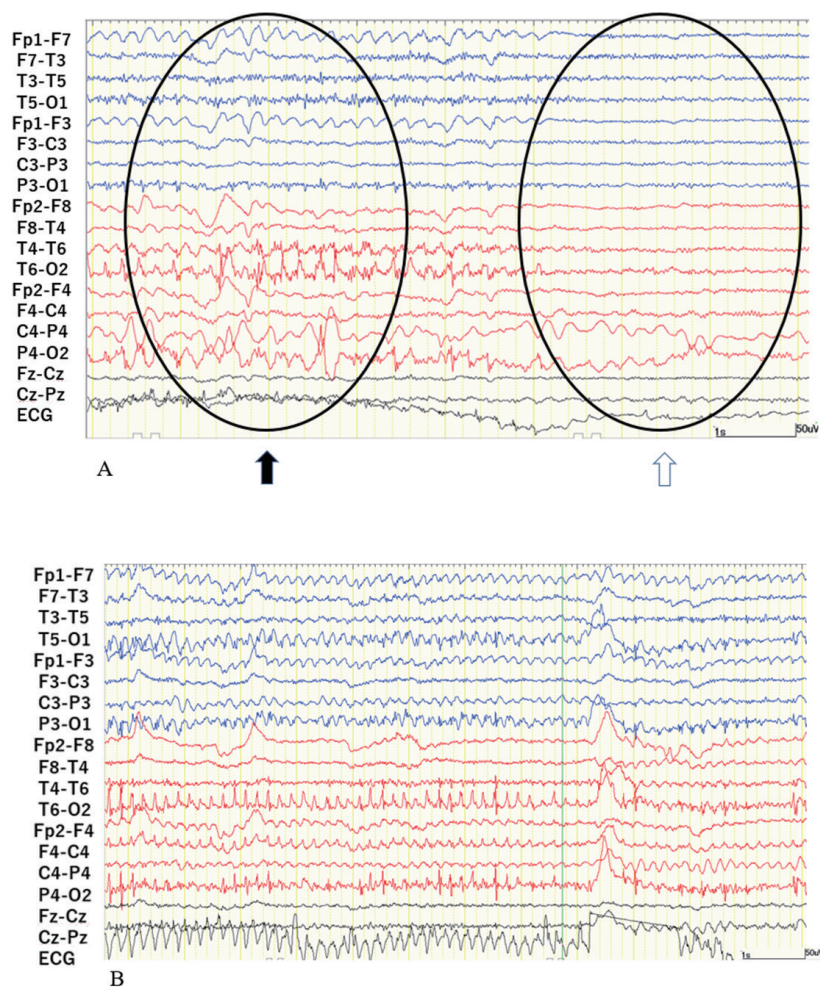 Fp1-F7
F7-T3
T3-T5
T5-O1
Fp1-F3
F3-C3
C3-P3
P3-O1
Fp2-F8
F8-T4
T4-T6
T6-O2
Fp2-F4
F4-C4
C4-P4
P4-O2
Fz-Cz
Cz-Pz
ECG
1s
50uV
A
Fp1-F7
F7-T3
T3-T5
T5-O1
Fp1-F3
F3-C3
C3-P3
P3-O1
Fp2-F8
F8-T4
T4-T6
T6-O2
Fp2-F4
F4-C4
C4-P4
P4-O2
Fz-Cz
Cz-Pz
ECG
1s
50uV
B